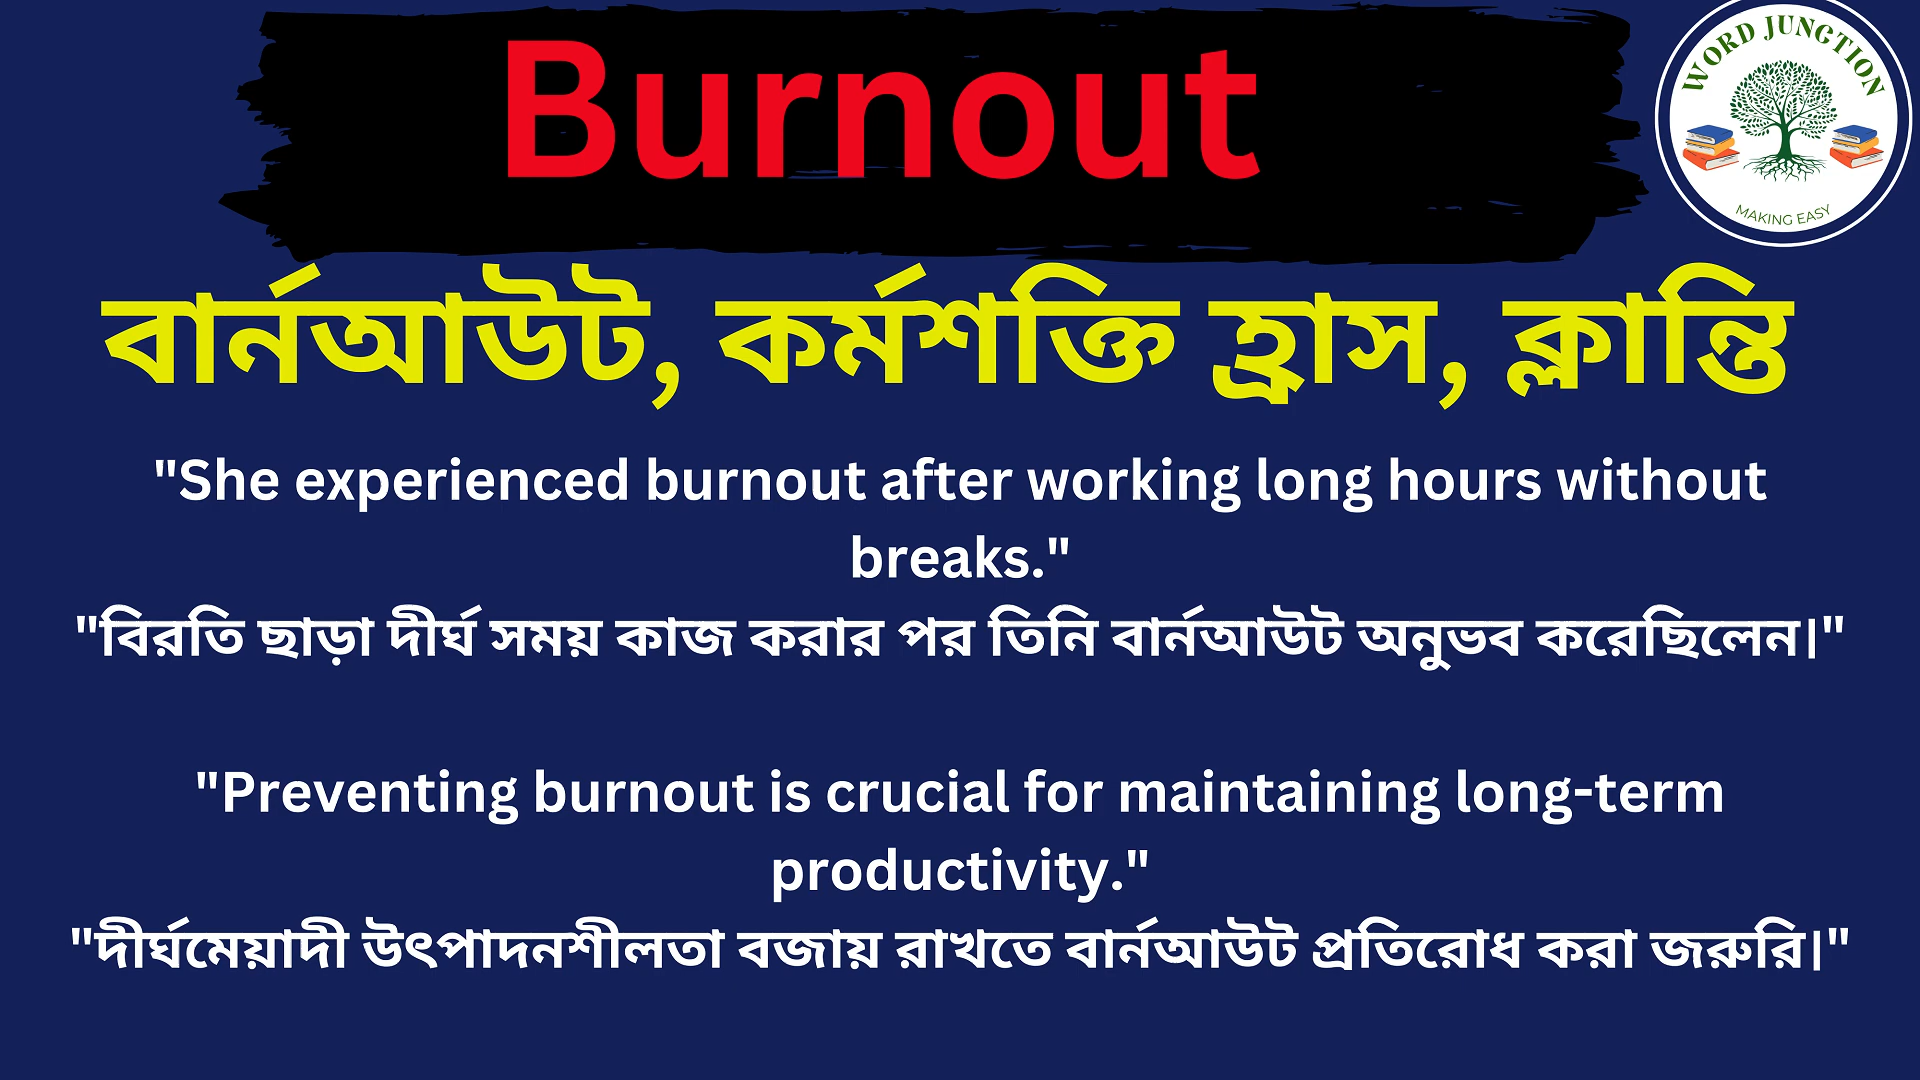 Burnout
WORD JUNCTION
MAKING EASY
বার্নআউট, কর্মশক্তি হ্রাস, ক্লান্তি
"She experienced burnout after working long hours without
breaks."
"বিরতি ছাড়া দীর্ঘ সময় কাজ করার পর তিনি বার্নআউট অনুভব করেছিলেন।"
"Preventing burnout is crucial for maintaining long-term
productivity."
"দীর্ঘমেয়াদী উৎপাদনশীলতা বজায় রাখতে বার্নআউট প্রতিরোধ করা জরুরি।"